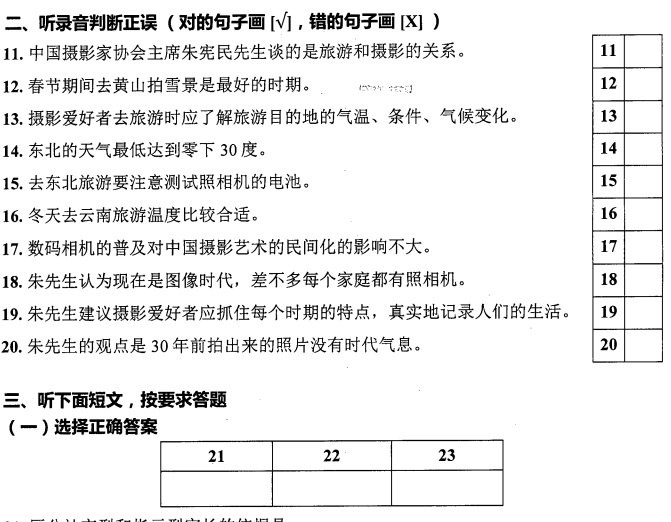 二、听录音判断正误（对的句子画 [√]，错的句子画 [X] ）
11. 中国摄影家协会主席朱宪民先生谈的是旅游和摄影的关系。 11
12. 春节期间去黄山拍雪景是最好的时期。 12
13. 摄影爱好者去旅游时应了解旅游目的地的气温、条件、气候变化。 13
14. 东北的天气最低达到零下 30 度。 14
15. 去东北旅游要注意测试照相机的电池。 15
16. 冬天去云南旅游温度比较合适。 16
17. 数码相机的普及对中国摄影艺术的民间化的影响不大。 17
18. 朱先生认为现在是图像时代，差不多每个家庭都有照相机。 18
19. 朱先生建议摄影爱好者应抓住每个时期的特点，真实地记录人们的生活。 19
20. 朱先生的观点是 30 年前拍出来的照片没有时代气息。 20
三、听下面短文，按要求答题
（一）选择正确答案
21 22 23